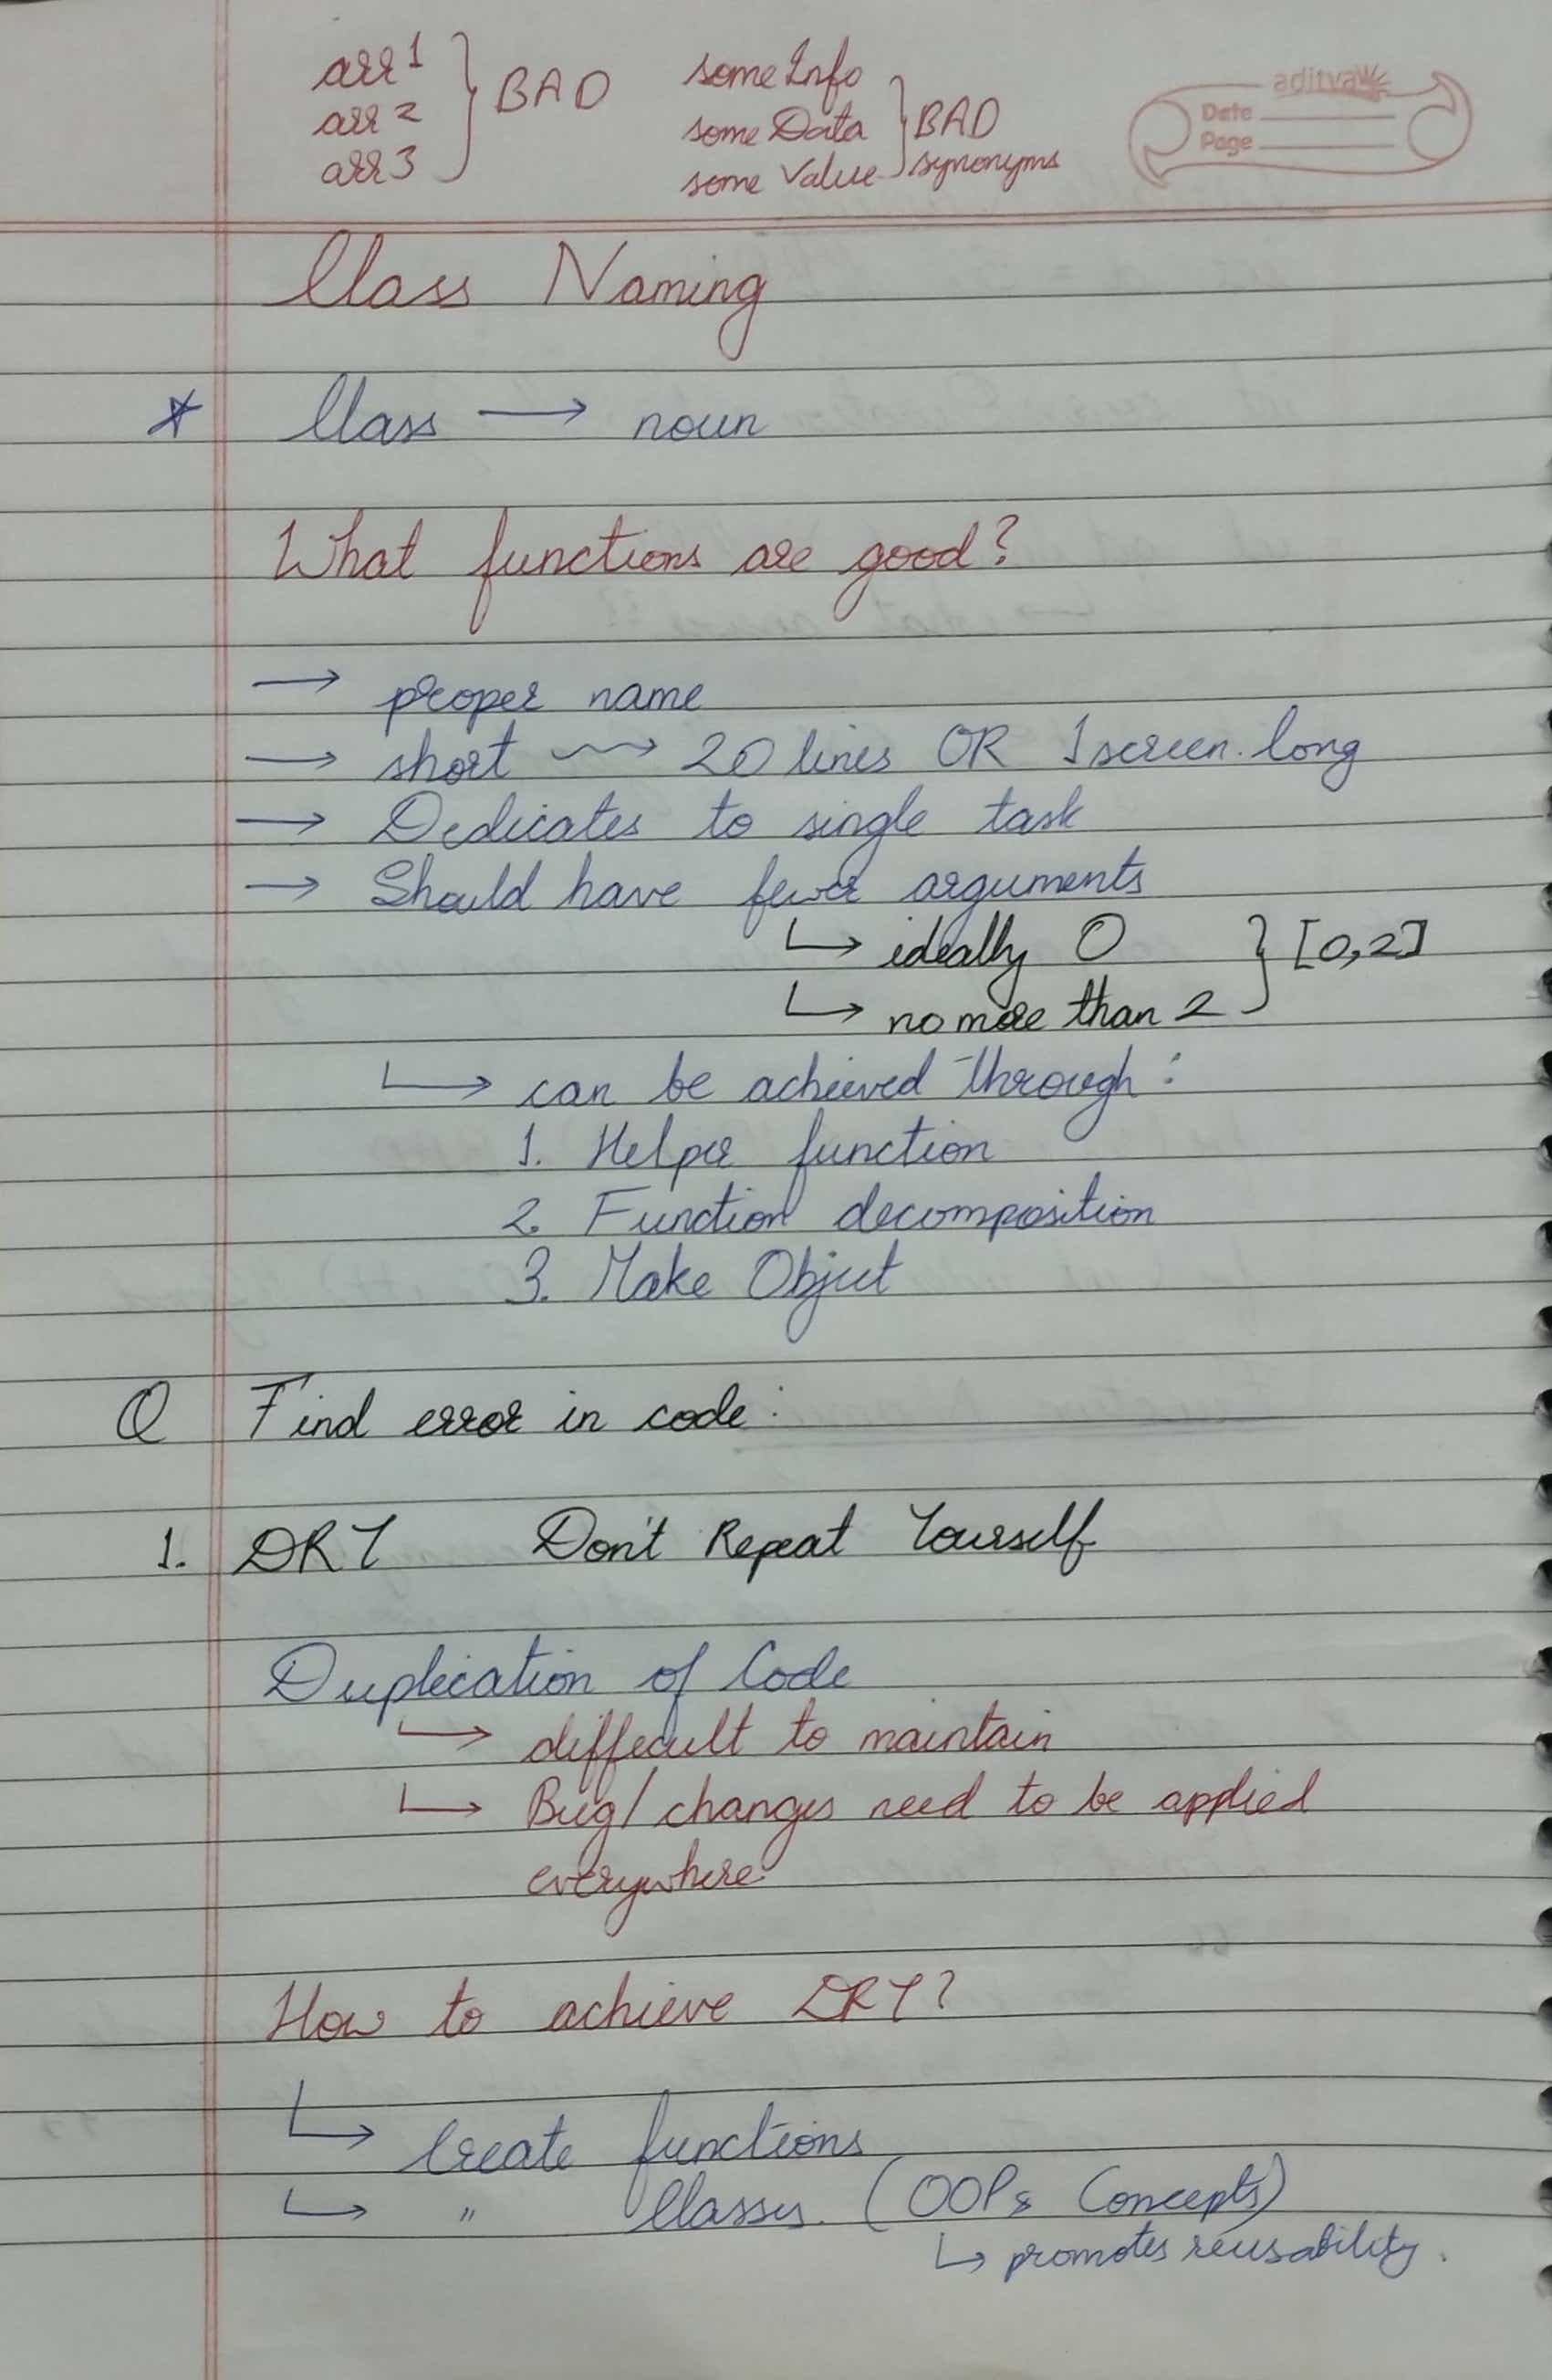 arr1
arr2
arr3
} BAD
someInfo
some Data
some Value
} BAD
synonyms
aditya
Date
Page
Class Naming
* Class → noun
What functions are good?
→ proper name
→ short ⟿ 20 lines OR 1 screen long
→ Dedicates to single task
→ Should have fewer arguments
↳ ideally 0
↳ no more than 2 } [0,2]
↳ can be achieved through:
1. Helper function
2. Function decomposition
3. Make Object
Q Find error in code:
1. DRY Don't Repeat Yourself
Duplication of Code
↳ difficult to maintain
↳ Bug/changes need to be applied
everywhere.
How to achieve DRY?
↳ Create functions
↳ " Classes. (OOPs Concepts)
↳ promotes reusability.